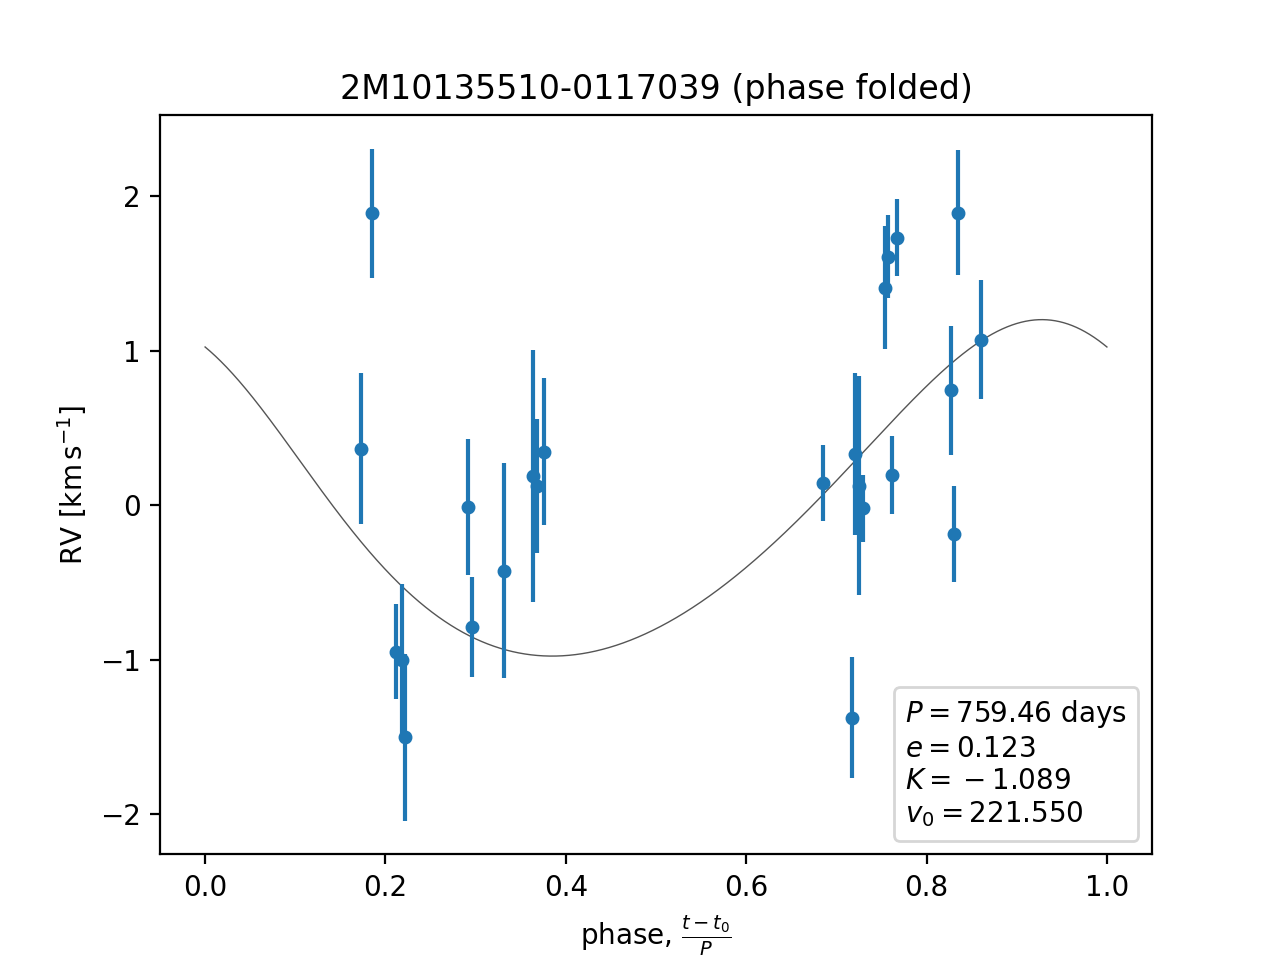 2M10135510-0117039 (phase folded)
RV [km s⁻¹]
2
1
0
−1
−2
P = 759.46 days
e = 0.123
K = −1.089
v₀ = 221.550
0.0 0.2 0.4 0.6 0.8 1.0
phase, (t − t₀)/P